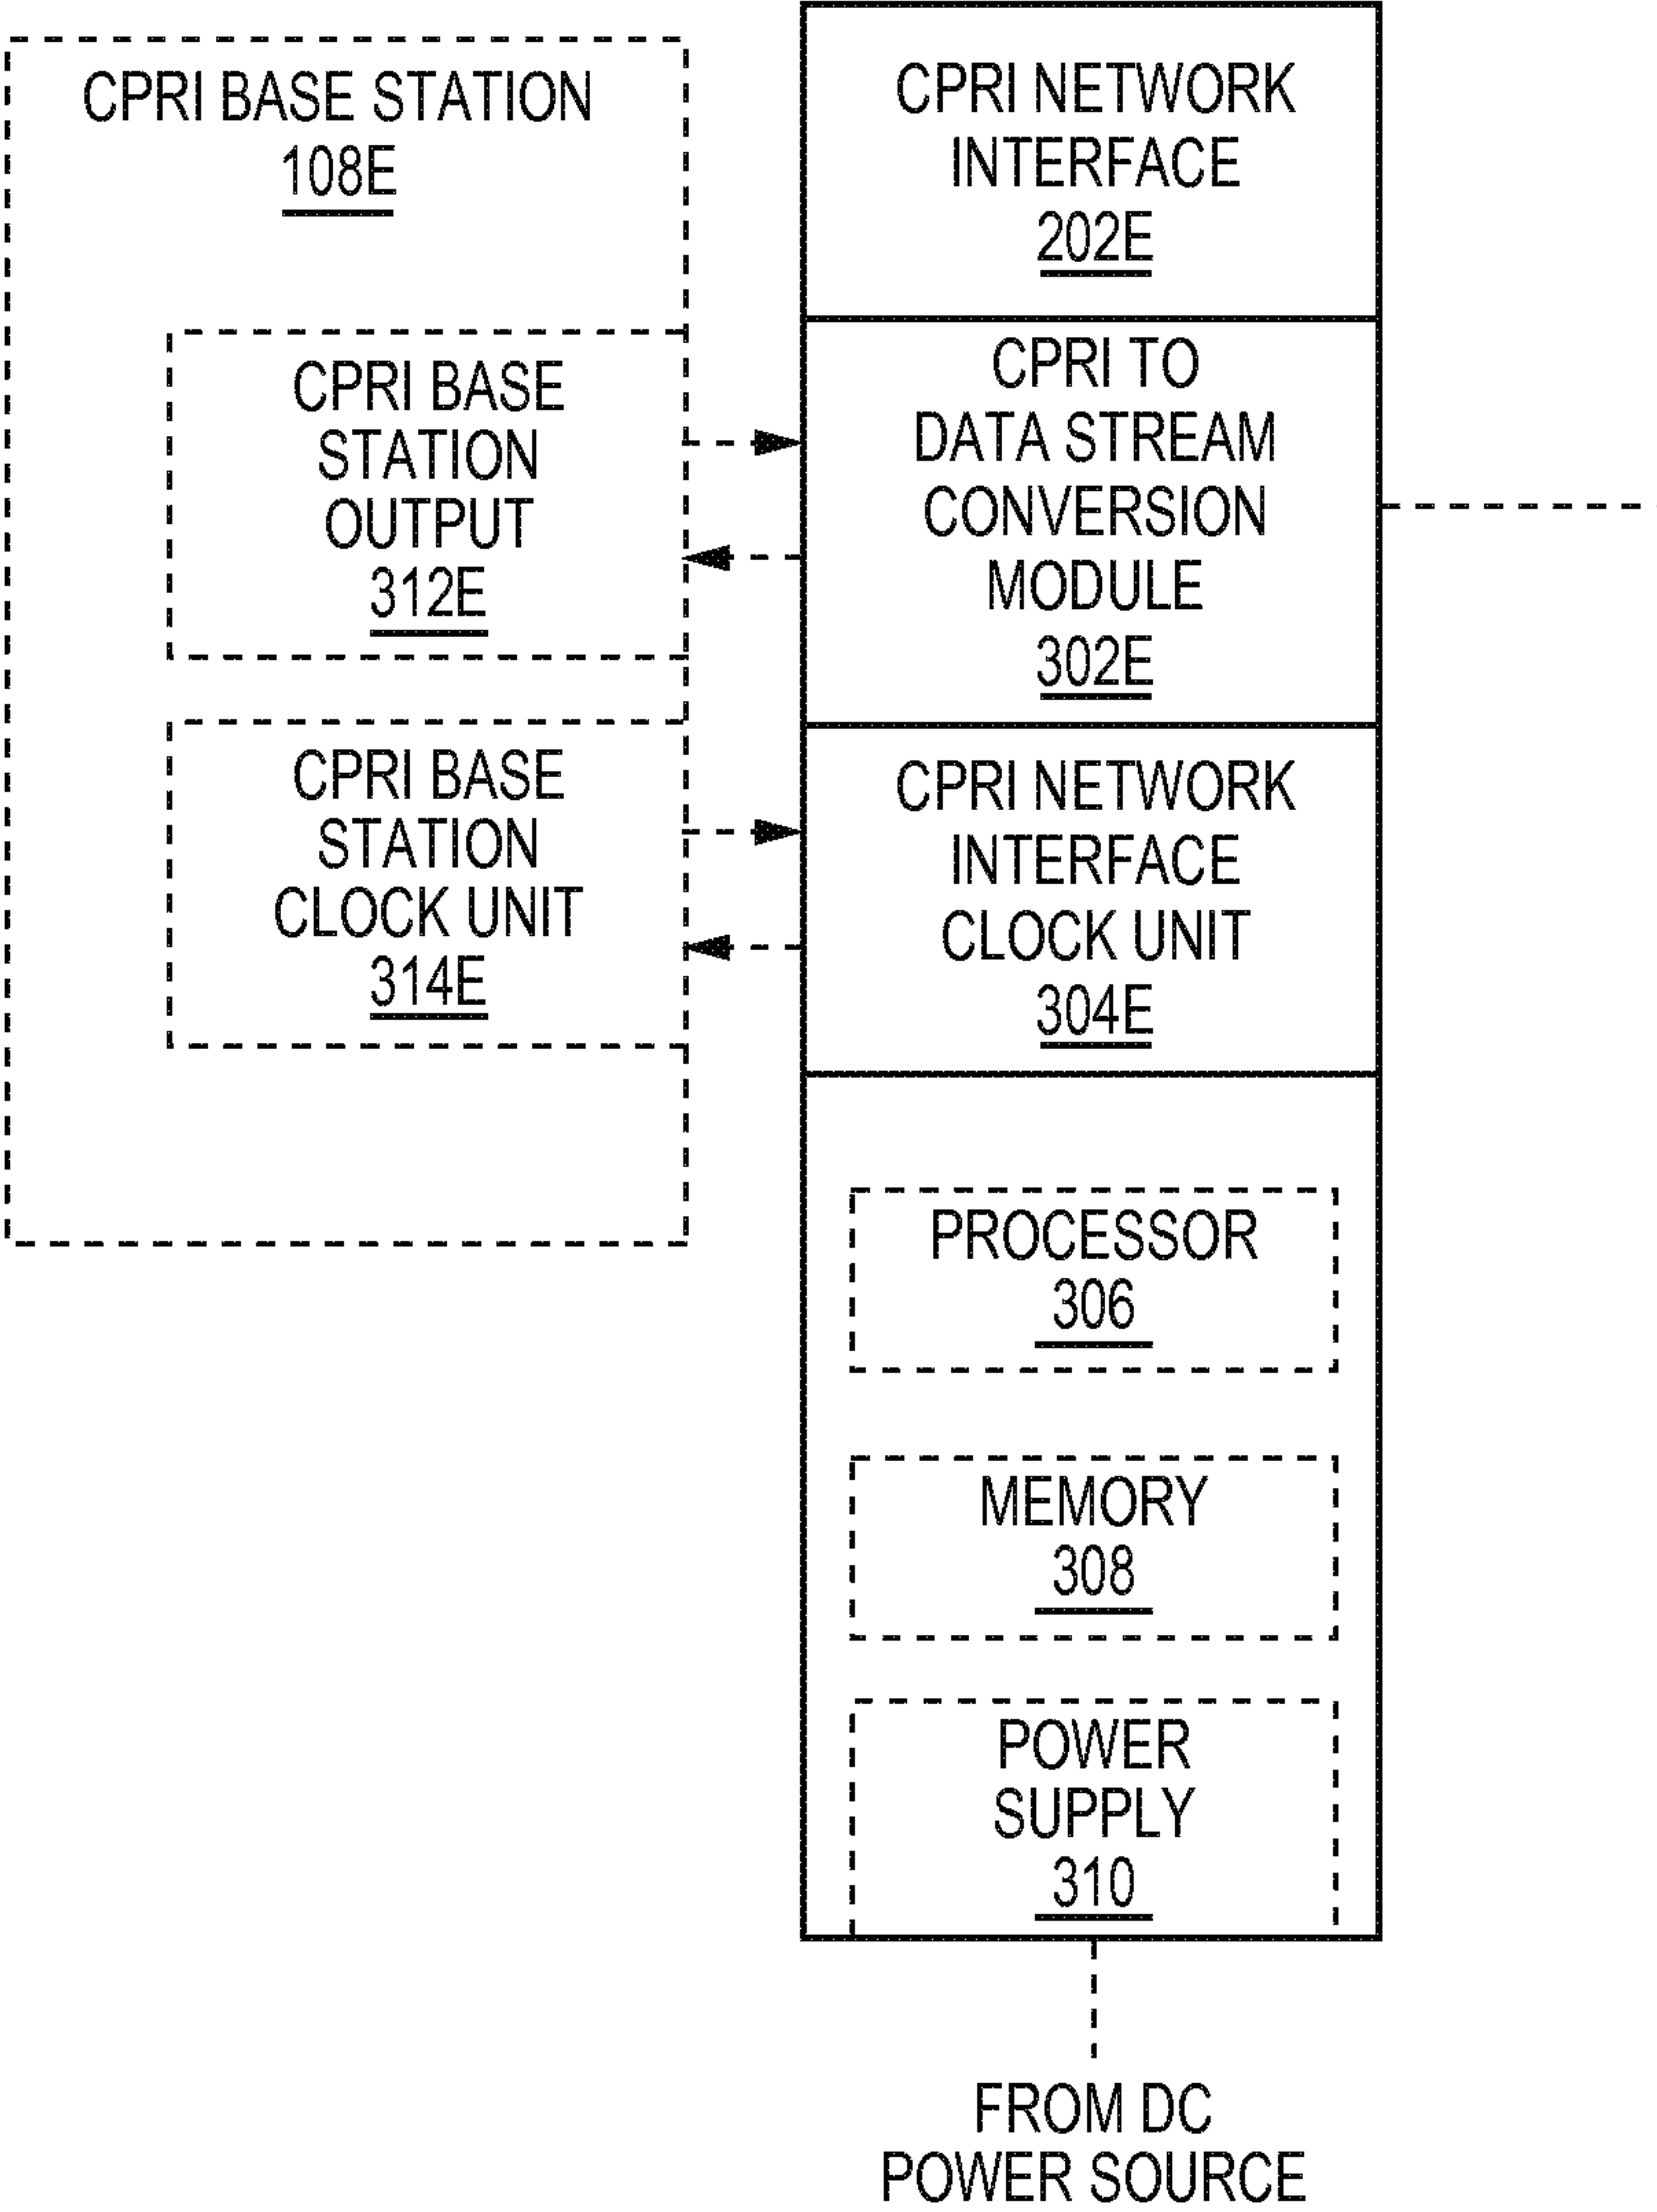 CPRI BASE STATION
108E
CPRI BASE
STATION
OUTPUT
312E
CPRI BASE
STATION
CLOCK UNIT
314E
CPRI NETWORK
INTERFACE
202E
CPRI TO
DATA STREAM
CONVERSION
MODULE
302E
CPRI NETWORK
INTERFACE
CLOCK UNIT
304E
PROCESSOR
306
MEMORY
308
POWER
SUPPLY
310
FROM DC
POWER SOURCE